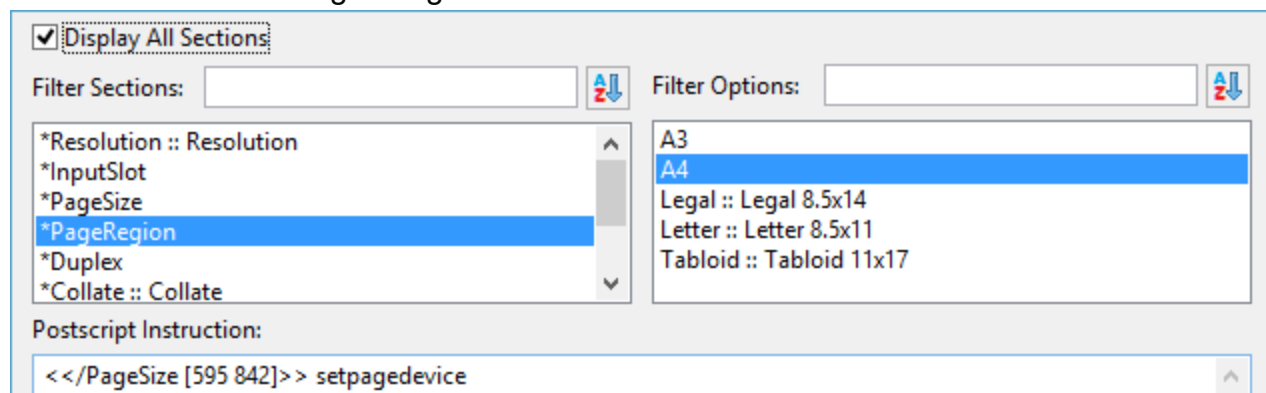 Display All Sections
Filter Sections:
Filter Options:
*Resolution :: Resolution
*InputSlot
*PageSize
*PageRegion
*Duplex
*Collate :: Collate
A3
A4
Legal :: Legal 8.5x14
Letter :: Letter 8.5x11
Tabloid :: Tabloid 11x17
Postscript Instruction:
<</PageSize [595 842]>> setpagedevice